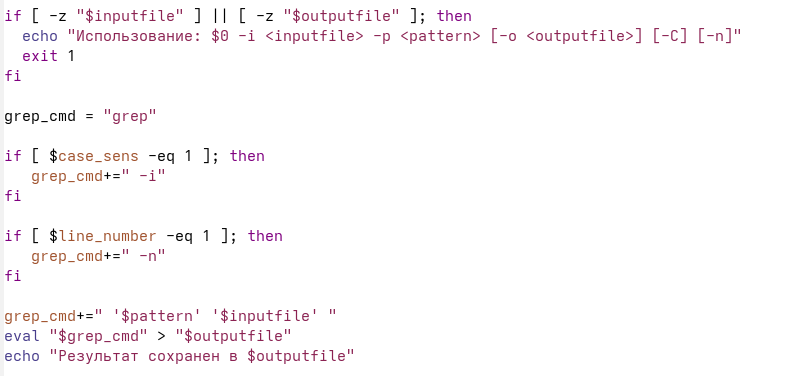 if [ -z "$inputfile" ] || [ -z "$outputfile" ]; then
  echo "Использование: $0 -i <inputfile> -p <pattern> [-o <outputfile>] [-C] [-n]"
  exit 1
fi

grep_cmd = "grep"

if [ $case_sens -eq 1 ]; then
   grep_cmd+=" -i"
fi

if [ $line_number -eq 1 ]; then
   grep_cmd+=" -n"
fi

grep_cmd+=" '$pattern' '$inputfile' "
eval "$grep_cmd" > "$outputfile"
echo "Результат сохранен в $outputfile"